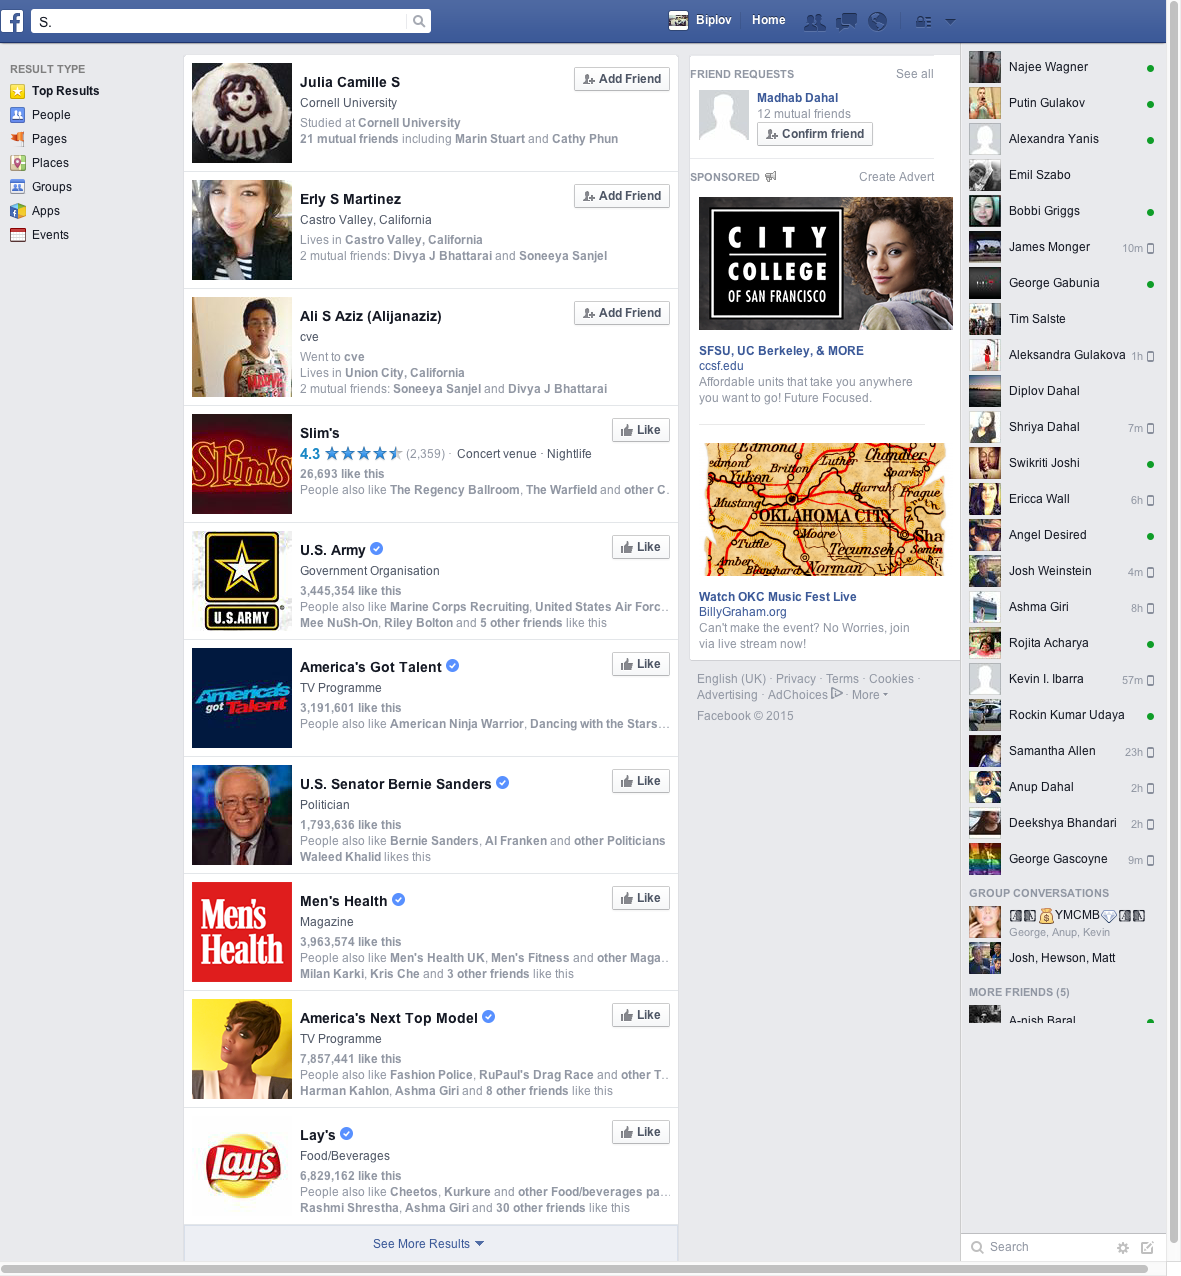 S.
Biplov
Home
RESULT TYPE
Top Results
People
Pages
Places
Groups
Apps
Events
Julia Camille S
Add Friend
Cornell University
Studied at Cornell University
21 mutual friends including Marin Stuart and Cathy Phun
Erly S Martinez
Add Friend
Castro Valley, California
Lives in Castro Valley, California
2 mutual friends: Divya J Bhattarai and Soneeya Sanjel
Ali S Aziz (Alijanaziz)
Add Friend
cve
Went to cve
Lives in Union City, California
2 mutual friends: Soneeya Sanjel and Divya J Bhattarai
Slim's
Slim's
Like
4.3 (2,359) · Concert venue · Nightlife
26,693 like this
People also like The Regency Ballroom, The Warfield and other C..
U.S.ARMY
U.S. Army
Like
Government Organisation
3,445,354 like this
People also like Marine Corps Recruiting, United States Air Forc..
Mee NuSh-On, Riley Bolton and 5 other friends like this
America's
got Talent
America's Got Talent
Like
TV Programme
3,191,601 like this
People also like American Ninja Warrior, Dancing with the Stars...
U.S. Senator Bernie Sanders
Like
Politician
1,793,636 like this
People also like Bernie Sanders, Al Franken and other Politicians
Waleed Khalid likes this
Men's
Health
Men's Health
Like
Magazine
3,963,574 like this
People also like Men's Health UK, Men's Fitness and other Maga..
Milan Karki, Kris Che and 3 other friends like this
America's Next Top Model
Like
TV Programme
7,857,441 like this
People also like Fashion Police, RuPaul's Drag Race and other T..
Harman Kahlon, Ashma Giri and 8 other friends like this
Lay's
Lay's
Like
Food/Beverages
6,829,162 like this
People also like Cheetos, Kurkure and other Food/beverages pa...
Rashmi Shrestha, Ashma Giri and 30 other friends like this
See More Results
FRIEND REQUESTS
See all
Madhab Dahal
12 mutual friends
Confirm friend
SPONSORED
Create Advert
CITY
COLLEGE
OF SAN FRANCISCO
SFSU, UC Berkeley, & MORE
ccsf.edu
Affordable units that take you anywhere
you want to go! Future Focused.
Edmond
Luther
Chandler
edmont
Yukon
Britton
Sparks
Mustang
Harrah
Prague
OKLAHOMA CITY
Moore
Sha
Tuttle
Tecumseh
Semin
Amber
Blanchard
Norman
Watch OKC Music Fest Live
BillyGraham.org
Can't make the event? No Worries, join
via live stream now!
English (UK) · Privacy · Terms · Cookies ·
Advertising · AdChoices · More
Facebook © 2015
Najee Wagner
Putin Gulakov
Alexandra Yanis
Emil Szabo
Bobbi Griggs
James Monger 10m
George Gabunia
Tim Salste
Aleksandra Gulakova 1h
Diplov Dahal
Shriya Dahal 7m
Swikriti Joshi
Ericca Wall 6h
Angel Desired
Josh Weinstein 4m
Ashma Giri 8h
Rojita Acharya
Kevin I. Ibarra 57m
Rockin Kumar Udaya
Samantha Allen 23h
Anup Dahal 2h
Deekshya Bhandari 2h
George Gascoyne 9m
GROUP CONVERSATIONS
YMCMB
George, Anup, Kevin
Josh, Hewson, Matt
MORE FRIENDS (5)
A-nish Baral
Search